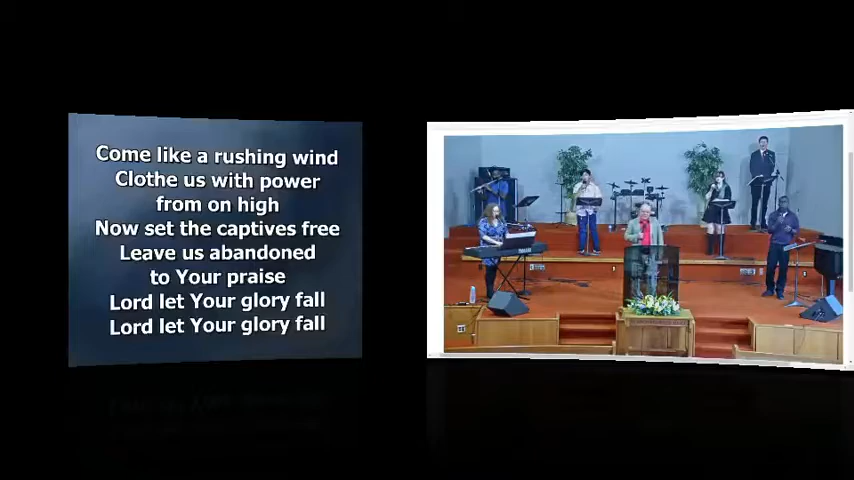 Come like a rushing wind
Clothe us with power
from on high
Now set the captives free
Leave us abandoned
to Your praise
Lord let Your glory fall
Lord let Your glory fall